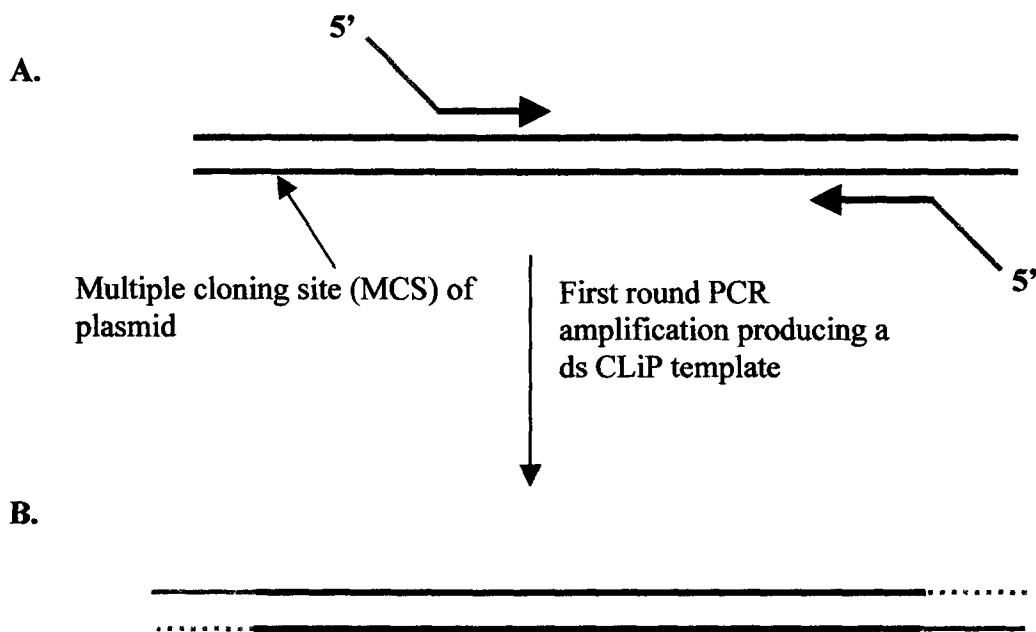 5'
A.
Multiple cloning site (MCS) of
plasmid
First round PCR
amplification producing a
ds CLiP template
5'
B.